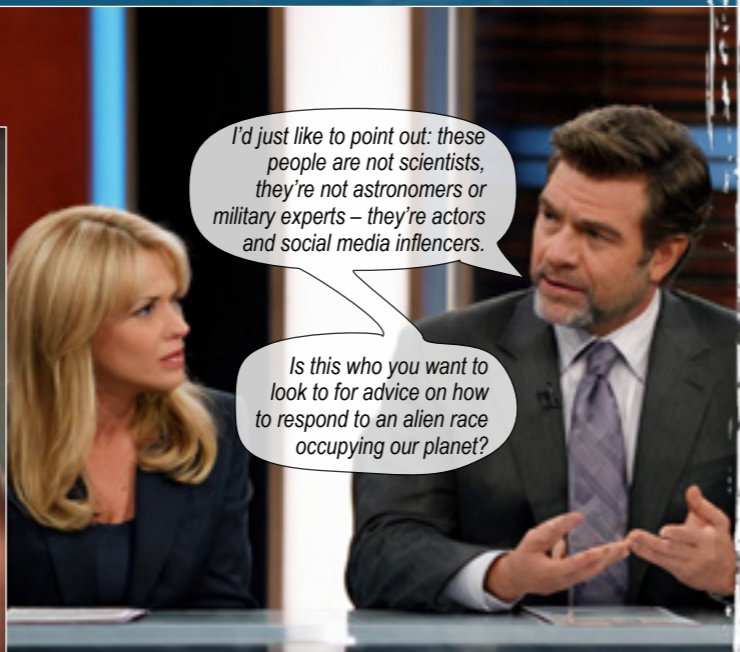 I'd just like to point out: these
people are not scientists,
they're not astronomers or
military experts – they're actors
and social media inflencers.
Is this who you want to
look to for advice on how
to respond to an alien race
occupying our planet?